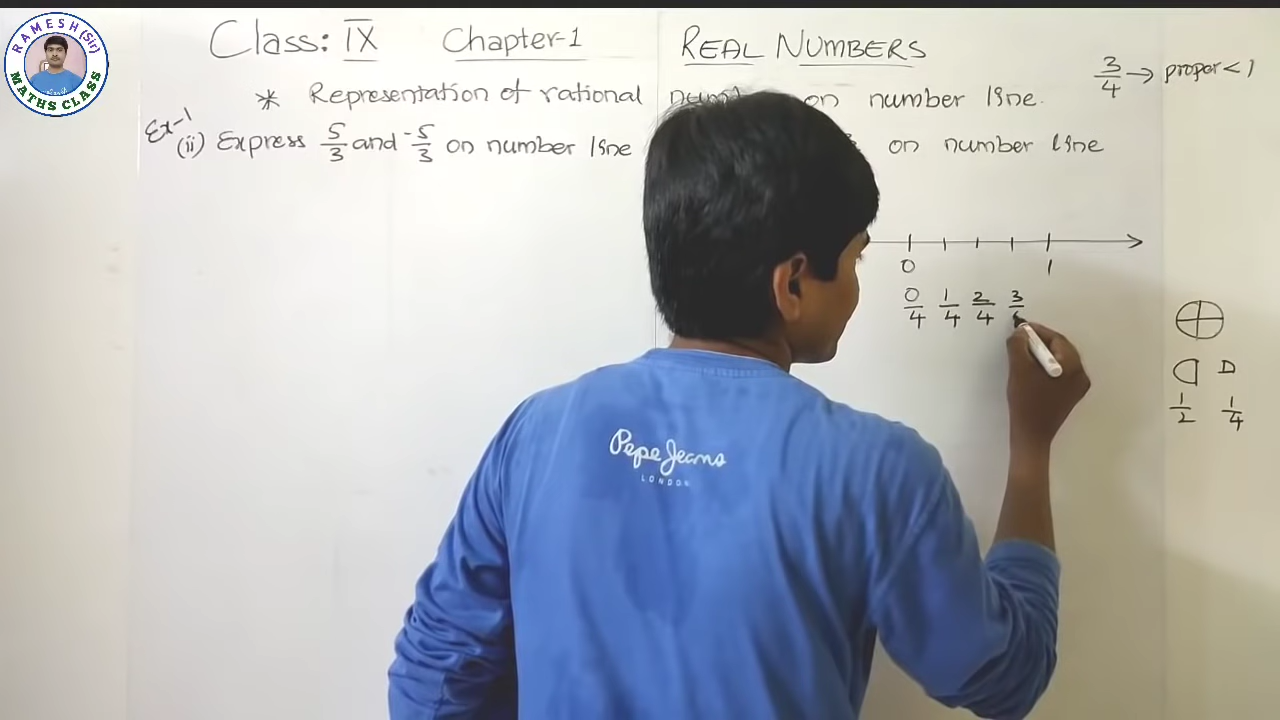 RAMESH (Sir)
MATHS CLASS
Class: IX Chapter-1 REAL NUMBERS
3/4 → proper < 1
* Representation of rational on number line.
Ex-1
(ii) Express 5/3 and -5/3 on number line
on number line
0 1
0/4 1/4 2/4 3/
1/2 1/4
Pepe Jeans
LONDON